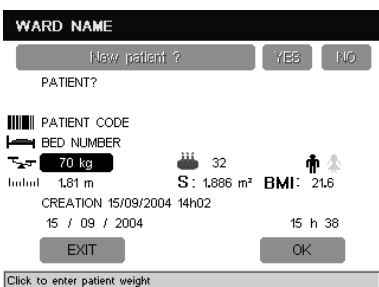 WARD NAME
New patient ? YES NO
PATIENT?
PATIENT CODE
BED NUMBER
70 kg 32
1.81 m S: 1.886 m² BMI: 21.6
CREATION 15/09/2004 14h02
15 / 09 / 2004 15 h 38
EXIT OK
Click to enter patient weight